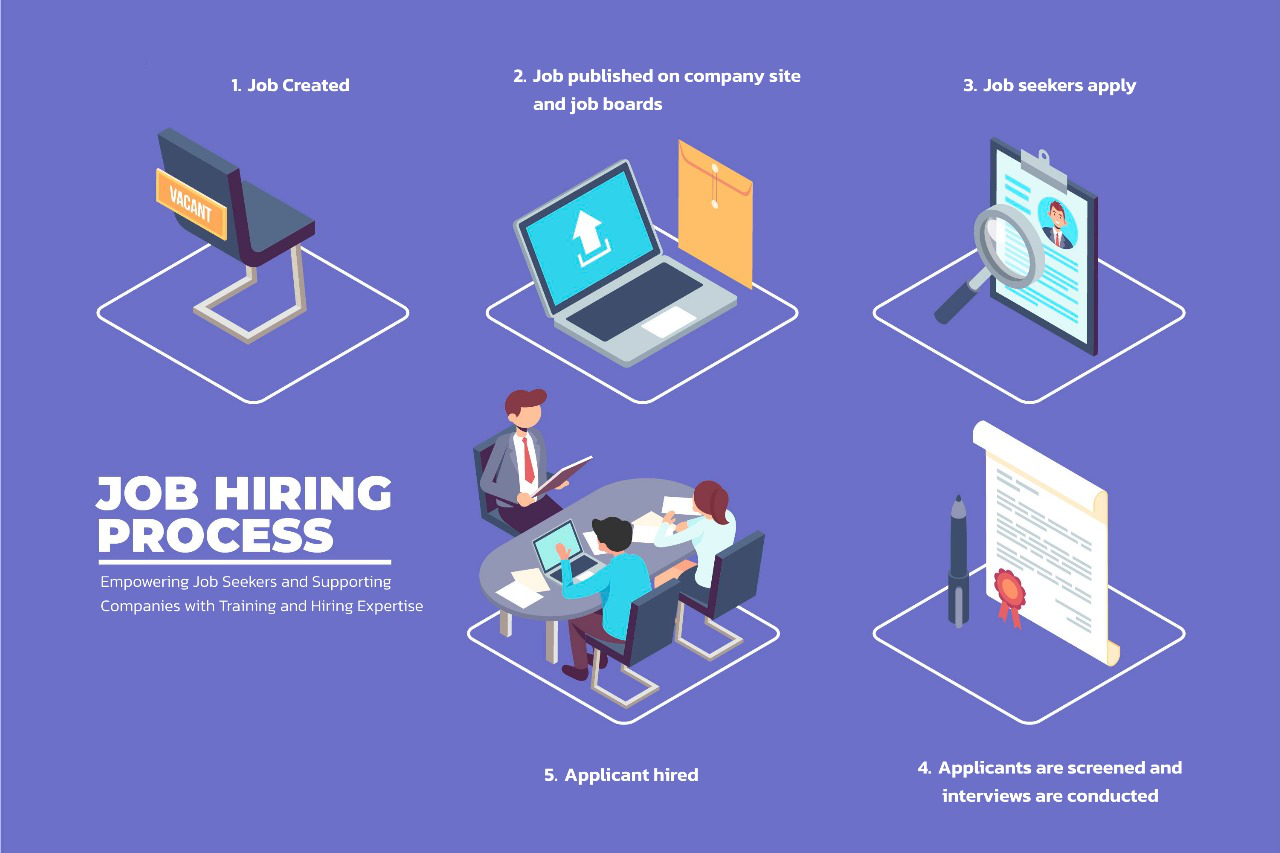 1. Job Created
2. Job published on company site
and job boards
3. Job seekers apply
VACANT
JOB HIRING
PROCESS
Empowering Job Seekers and Supporting
Companies with Training and Hiring Expertise
4. Applicants are screened and
interviews are conducted
5. Applicant hired